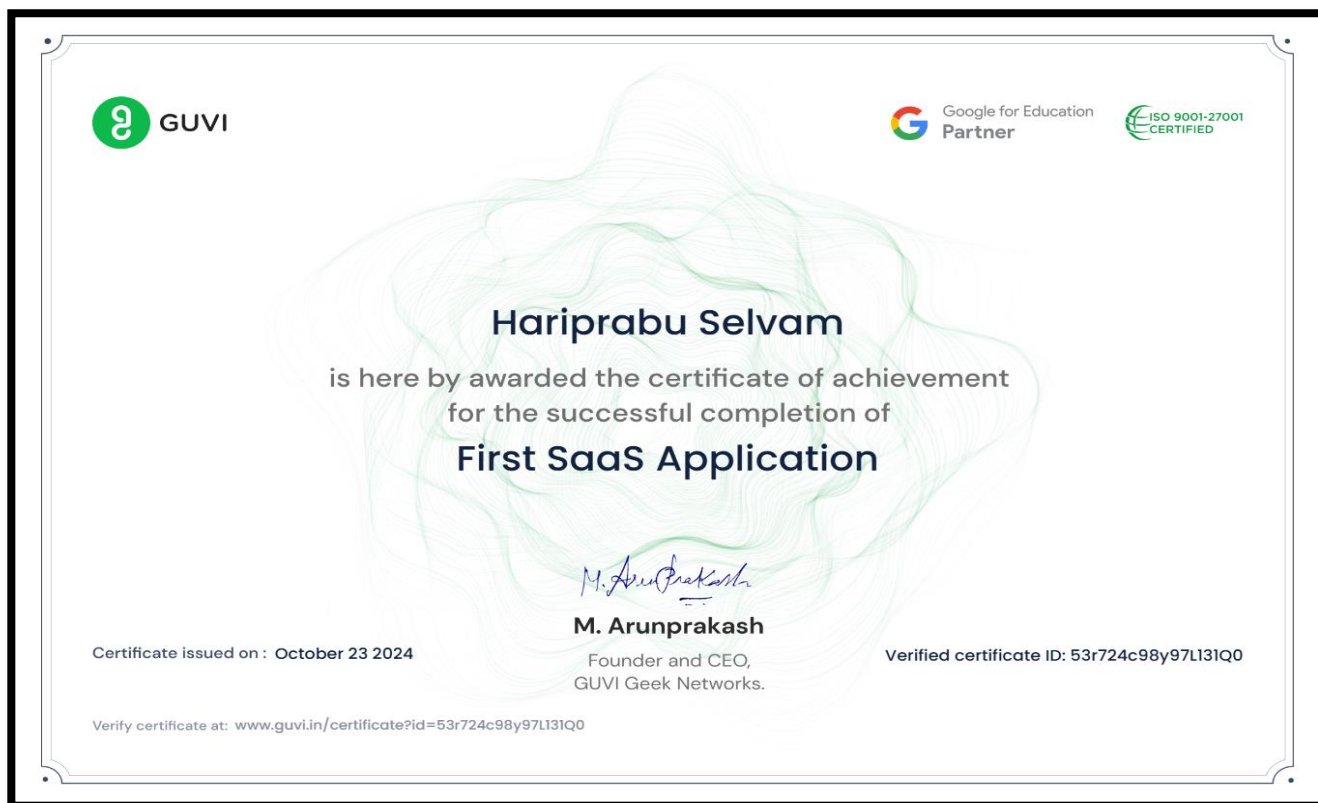 GUVI
Google for Education
Partner
ISO 9001-27001
CERTIFIED
Hariprabu Selvam
is here by awarded the certificate of achievement
for the successful completion of
First SaaS Application
M. ArunPrakash
M. Arunprakash
Founder and CEO,
GUVI Geek Networks.
Certificate issued on : October 23 2024
Verified certificate ID: 53r724c98y97L131Q0
Verify certificate at: www.guvi.in/certificate?id=53r724c98y97L131Q0